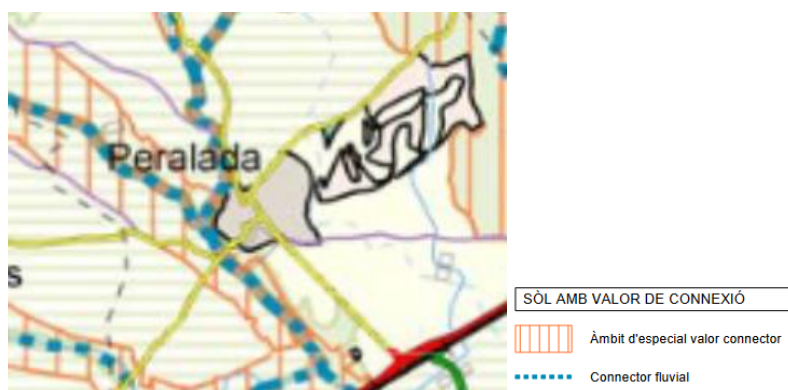 Peralada
s
SÒL AMB VALOR DE CONNEXIÓ
Àmbit d'especial valor connector
Connector fluvial